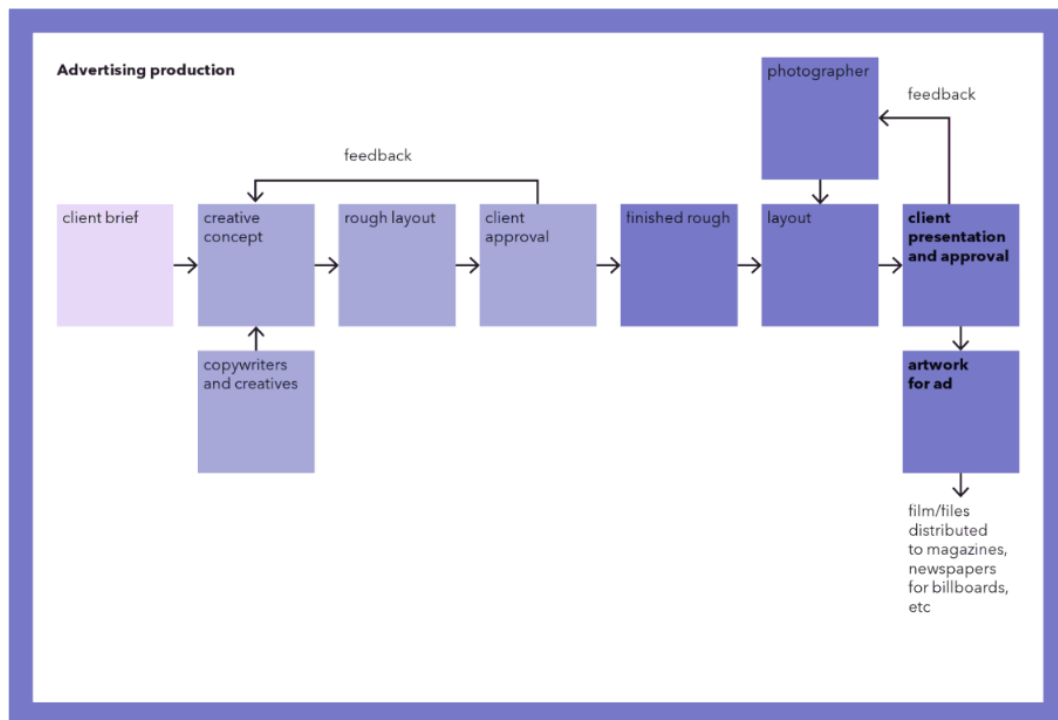 Advertising production
photographer
feedback
feedback
client brief
creative
concept
rough layout
client
approval
finished rough
layout
client
presentation
and approval
copywriters
and creatives
artwork
for ad
film/files
distributed
to magazines,
newspapers
for billboards,
etc